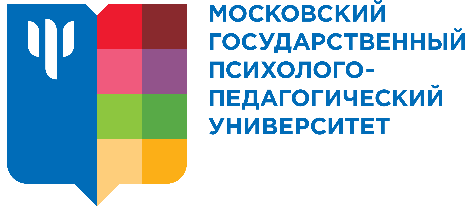 МОСКОВСКИЙ
ГОСУДАРСТВЕННЫЙ
ПСИХОЛОГО-
ПЕДАГОГИЧЕСКИЙ
УНИВЕРСИТЕТ